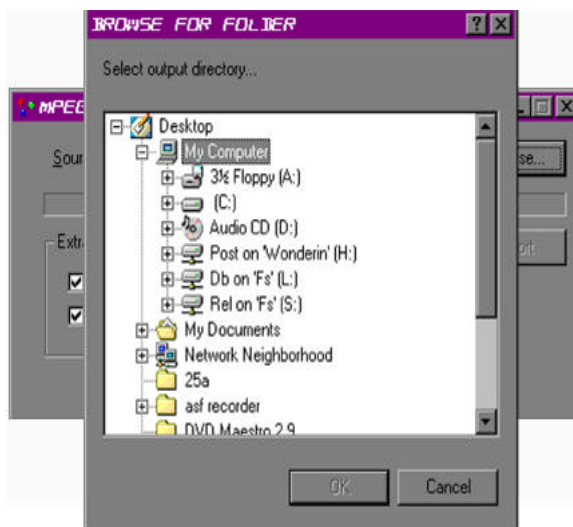 BROWSE FOR FOLDER
Select output directory...
mPEG
Desktop
My Computer
3½ Floppy (A:)
(C:)
Audio CD (D:)
Post on 'Wonderin' (H:)
Db on 'Fs' (L:)
Rel on 'Fs' (S:)
My Documents
Network Neighborhood
25a
asf recorder
DVD Maestro 2.9
Sour
se...
Extra
OK
Cancel